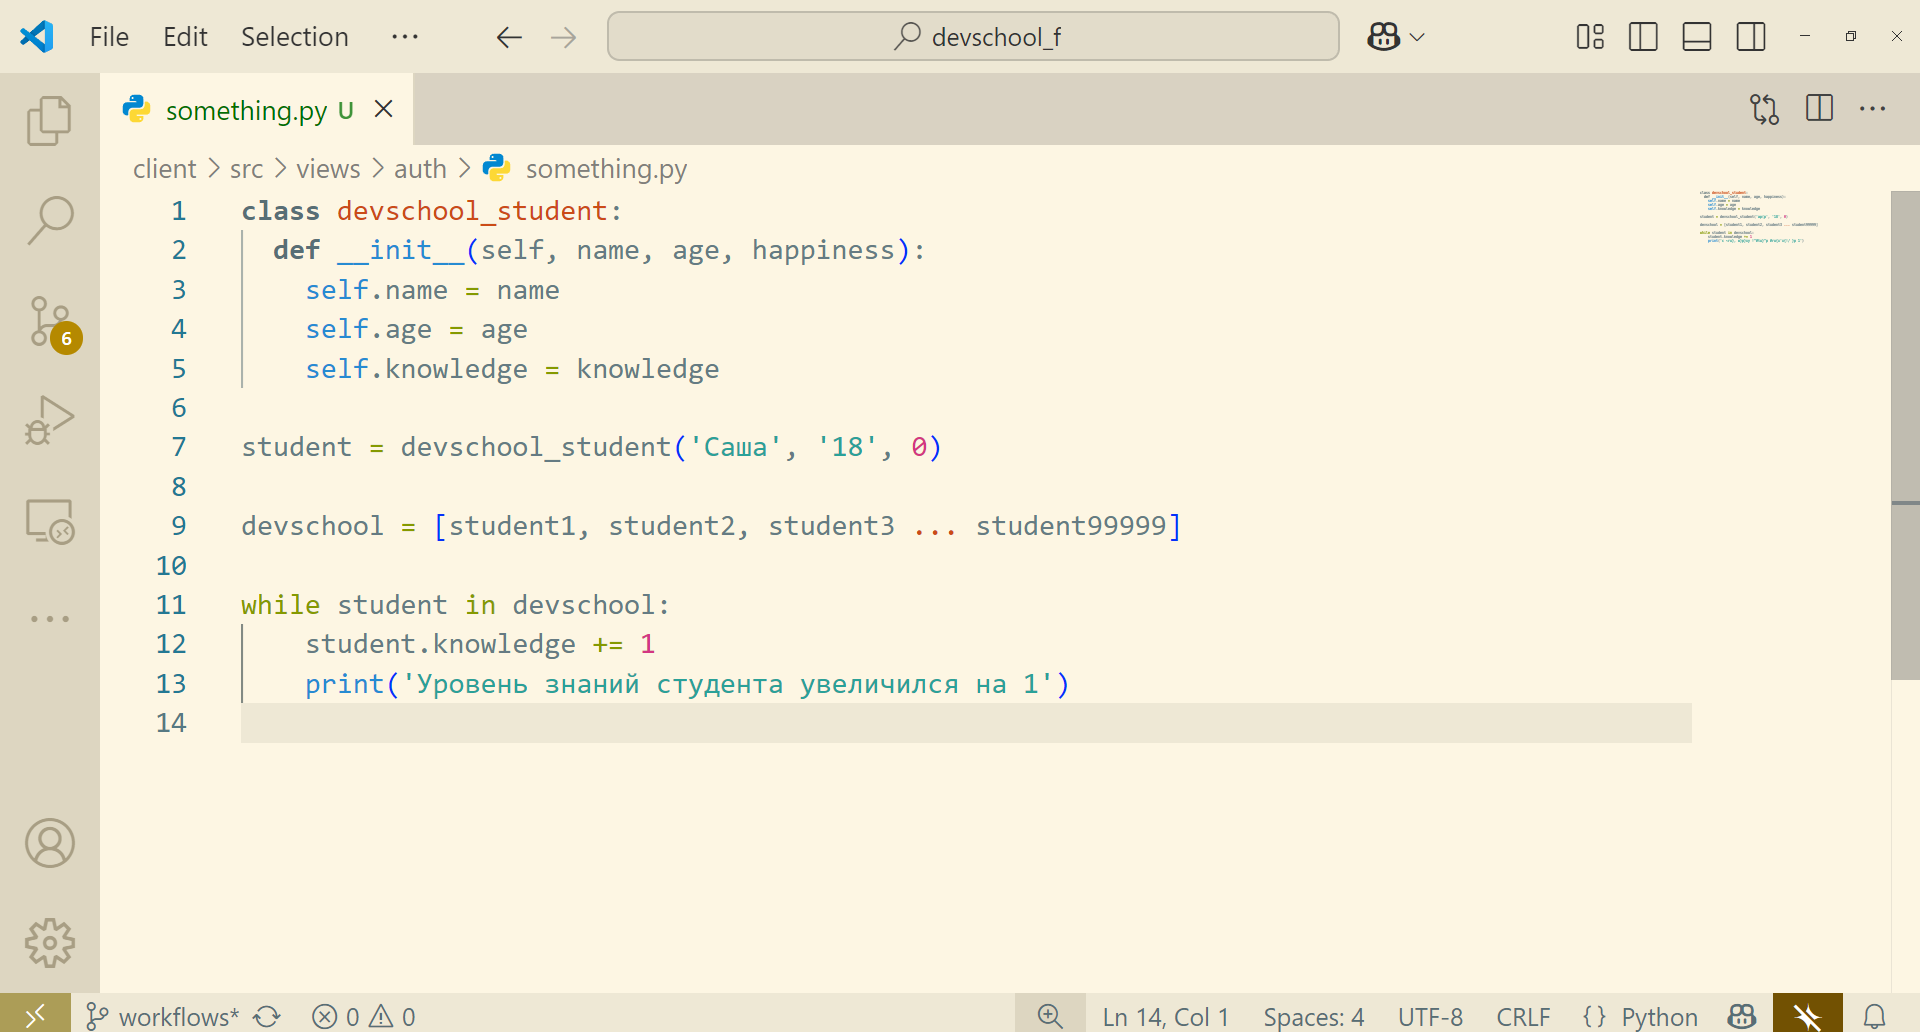 File Edit Selection ··· devschool_f
something.py U
client > src > views > auth > something.py
1 class devschool_student:
2 def __init__(self, name, age, happiness):
3 self.name = name
4 self.age = age
5 self.knowledge = knowledge
6
7 student = devschool_student('Саша', '18', 0)
8
9 devschool = [student1, student2, student3 ... student99999]
10
11 while student in devschool:
12 student.knowledge += 1
13 print('Уровень знаний студента увеличился на 1')
14
6
workflows* 0 0 Ln 14, Col 1 Spaces: 4 UTF-8 CRLF {} Python